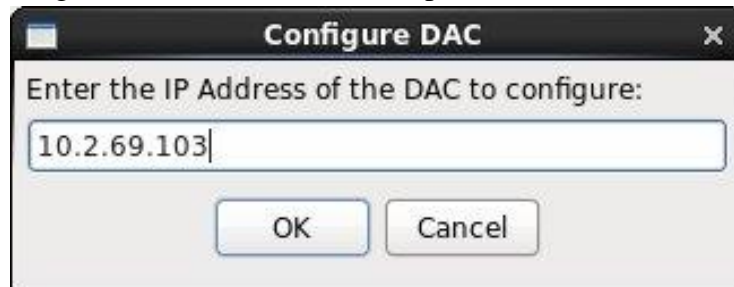 Configure DAC
Enter the IP Address of the DAC to configure:
10.2.69.103
OK Cancel